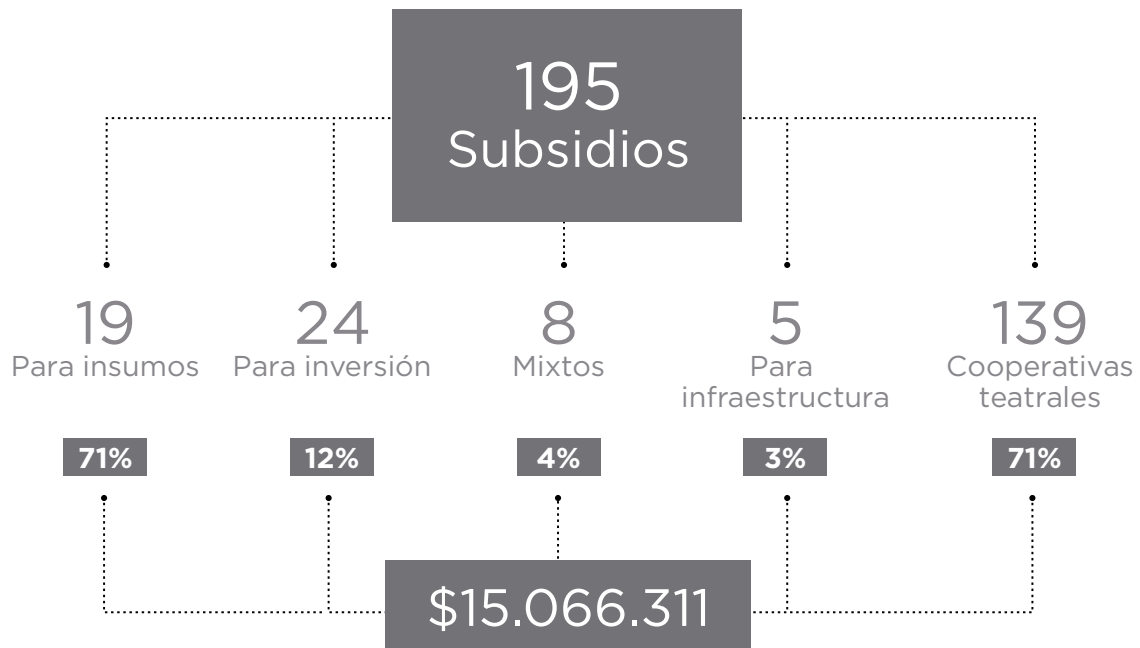 195
Subsidios
19
Para insumos
24
Para inversión
8
Mixtos
5
Para
infraestructura
139
Cooperativas
teatrales
71%
12%
4%
3%
71%
$15.066.311